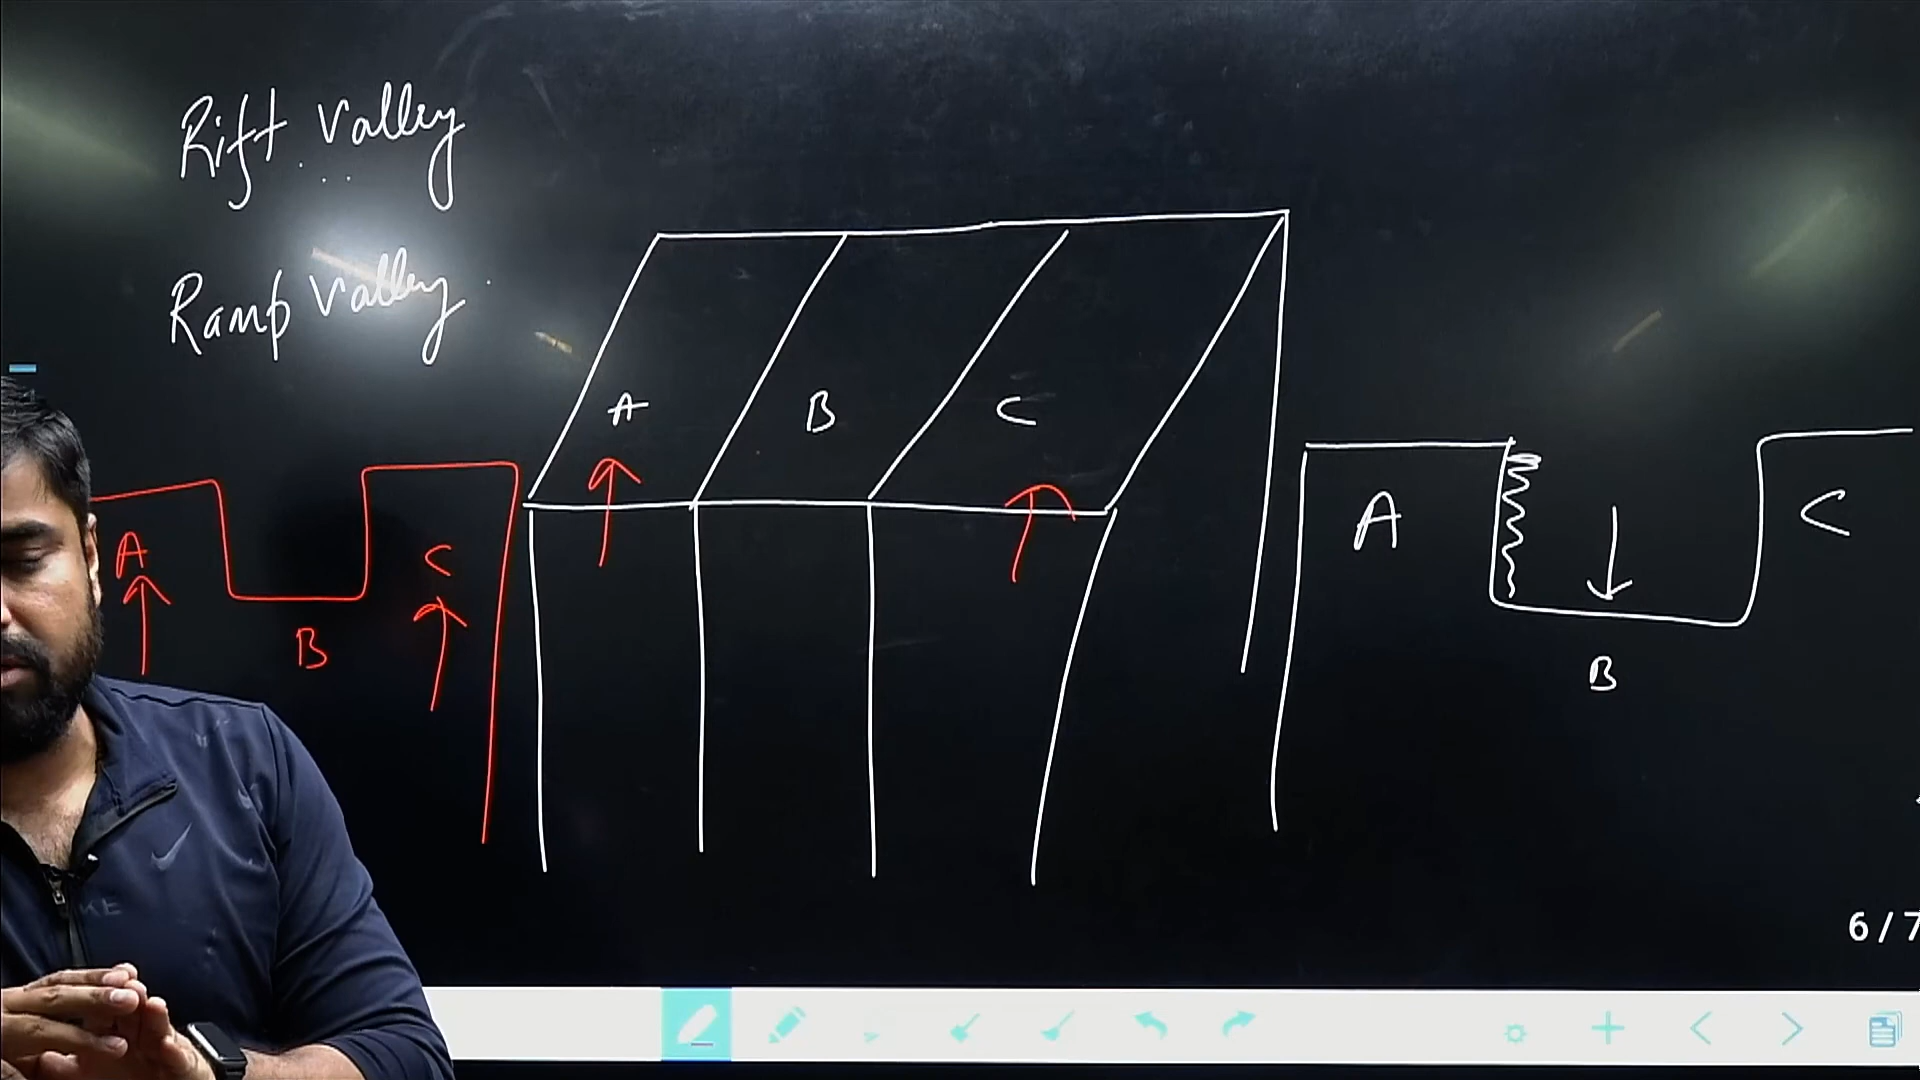 Rift Valley
Ramp Valley
A B C
A C
B
A C
B
6/7